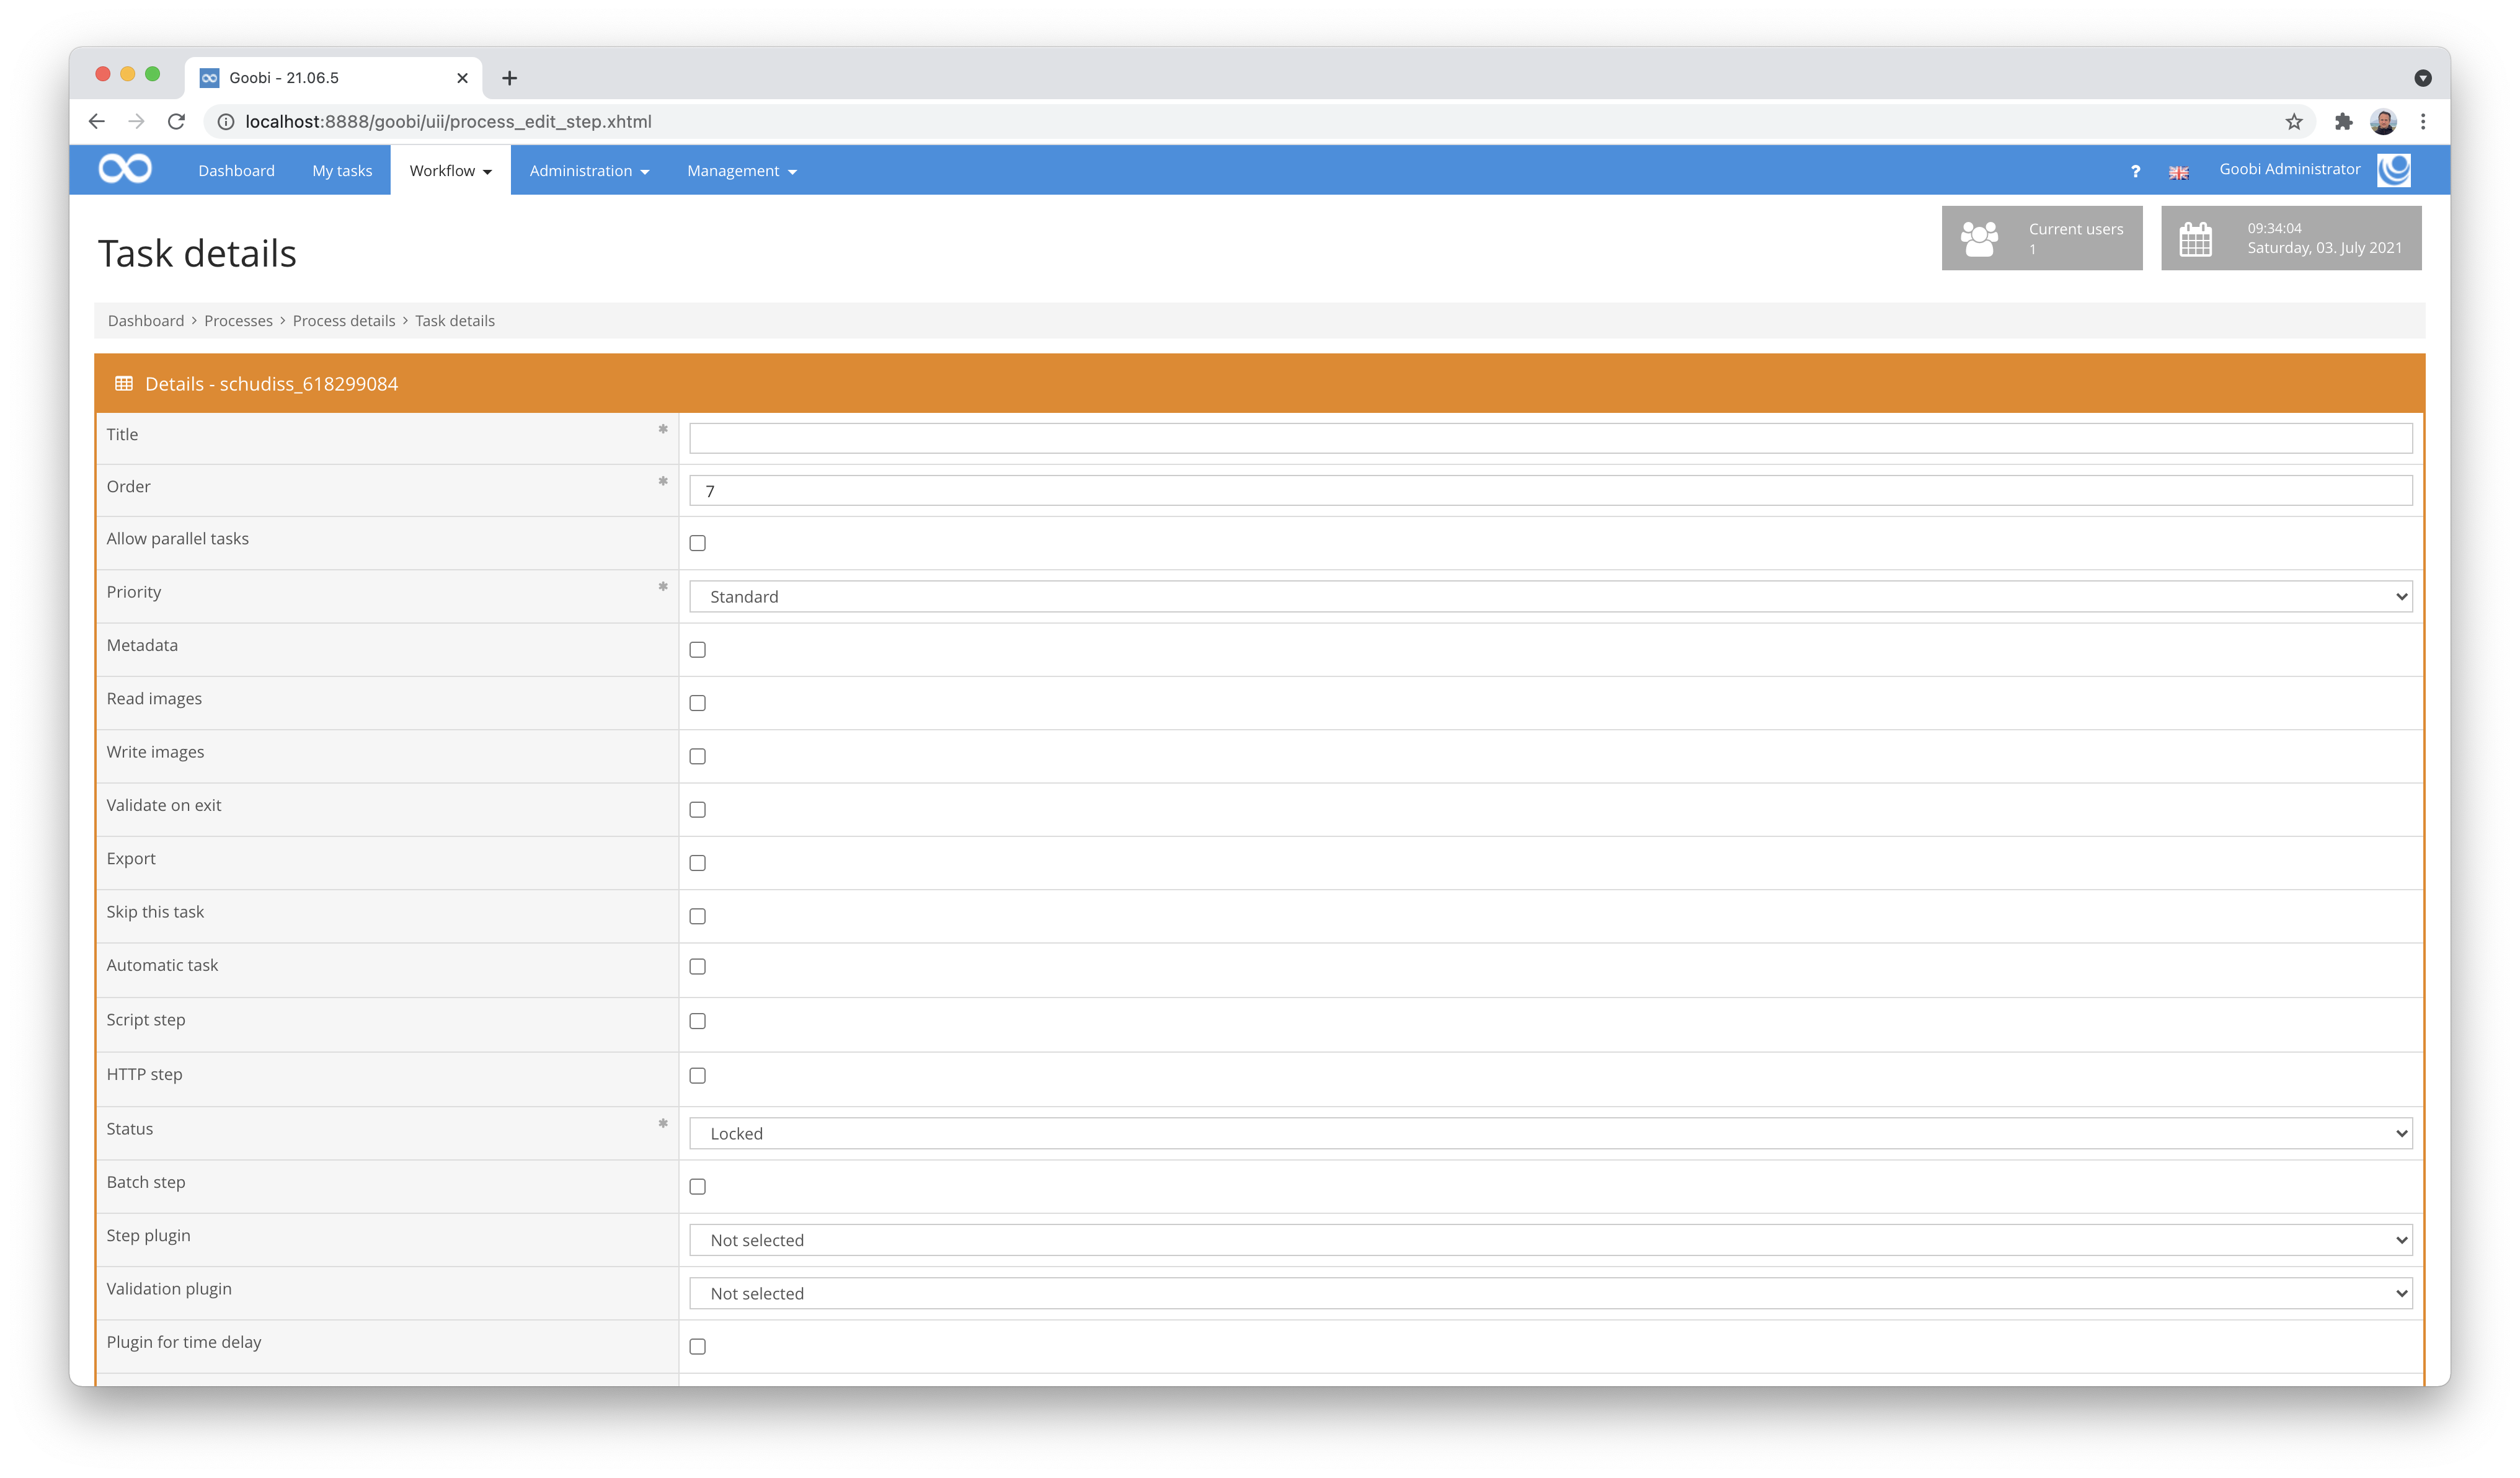 Goobi - 21.06.5
localhost:8888/goobi/uii/process_edit_step.xhtml
Dashboard My tasks Workflow Administration Management ? Goobi Administrator
Task details
Current users
1
09:34:04
Saturday, 03. July 2021
Dashboard > Processes > Process details > Task details
Details - schudiss_618299084
Title *
Order * 7
Allow parallel tasks
Priority * Standard
Metadata
Read images
Write images
Validate on exit
Export
Skip this task
Automatic task
Script step
HTTP step
Status * Locked
Batch step
Step plugin Not selected
Validation plugin Not selected
Plugin for time delay